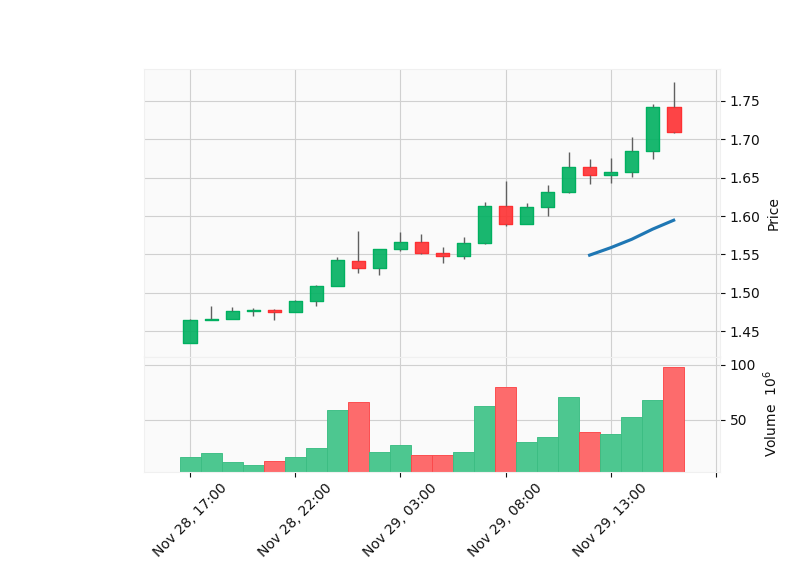 1.75
1.70
1.65
1.60
1.55
1.50
1.45
Price
100
50
Volume 10⁶
Nov 28, 17:00
Nov 28, 22:00
Nov 29, 03:00
Nov 29, 08:00
Nov 29, 13:00